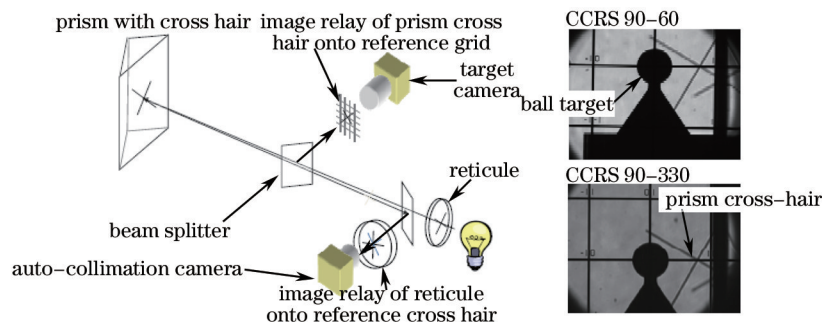 prism with cross hair
image relay of prism cross
hair onto reference grid
target
camera
reticule
beam splitter
auto−collimation camera
image relay of reticule
onto reference cross hair
CCRS 90−60
ball target
CCRS 90−330
prism cross−hair